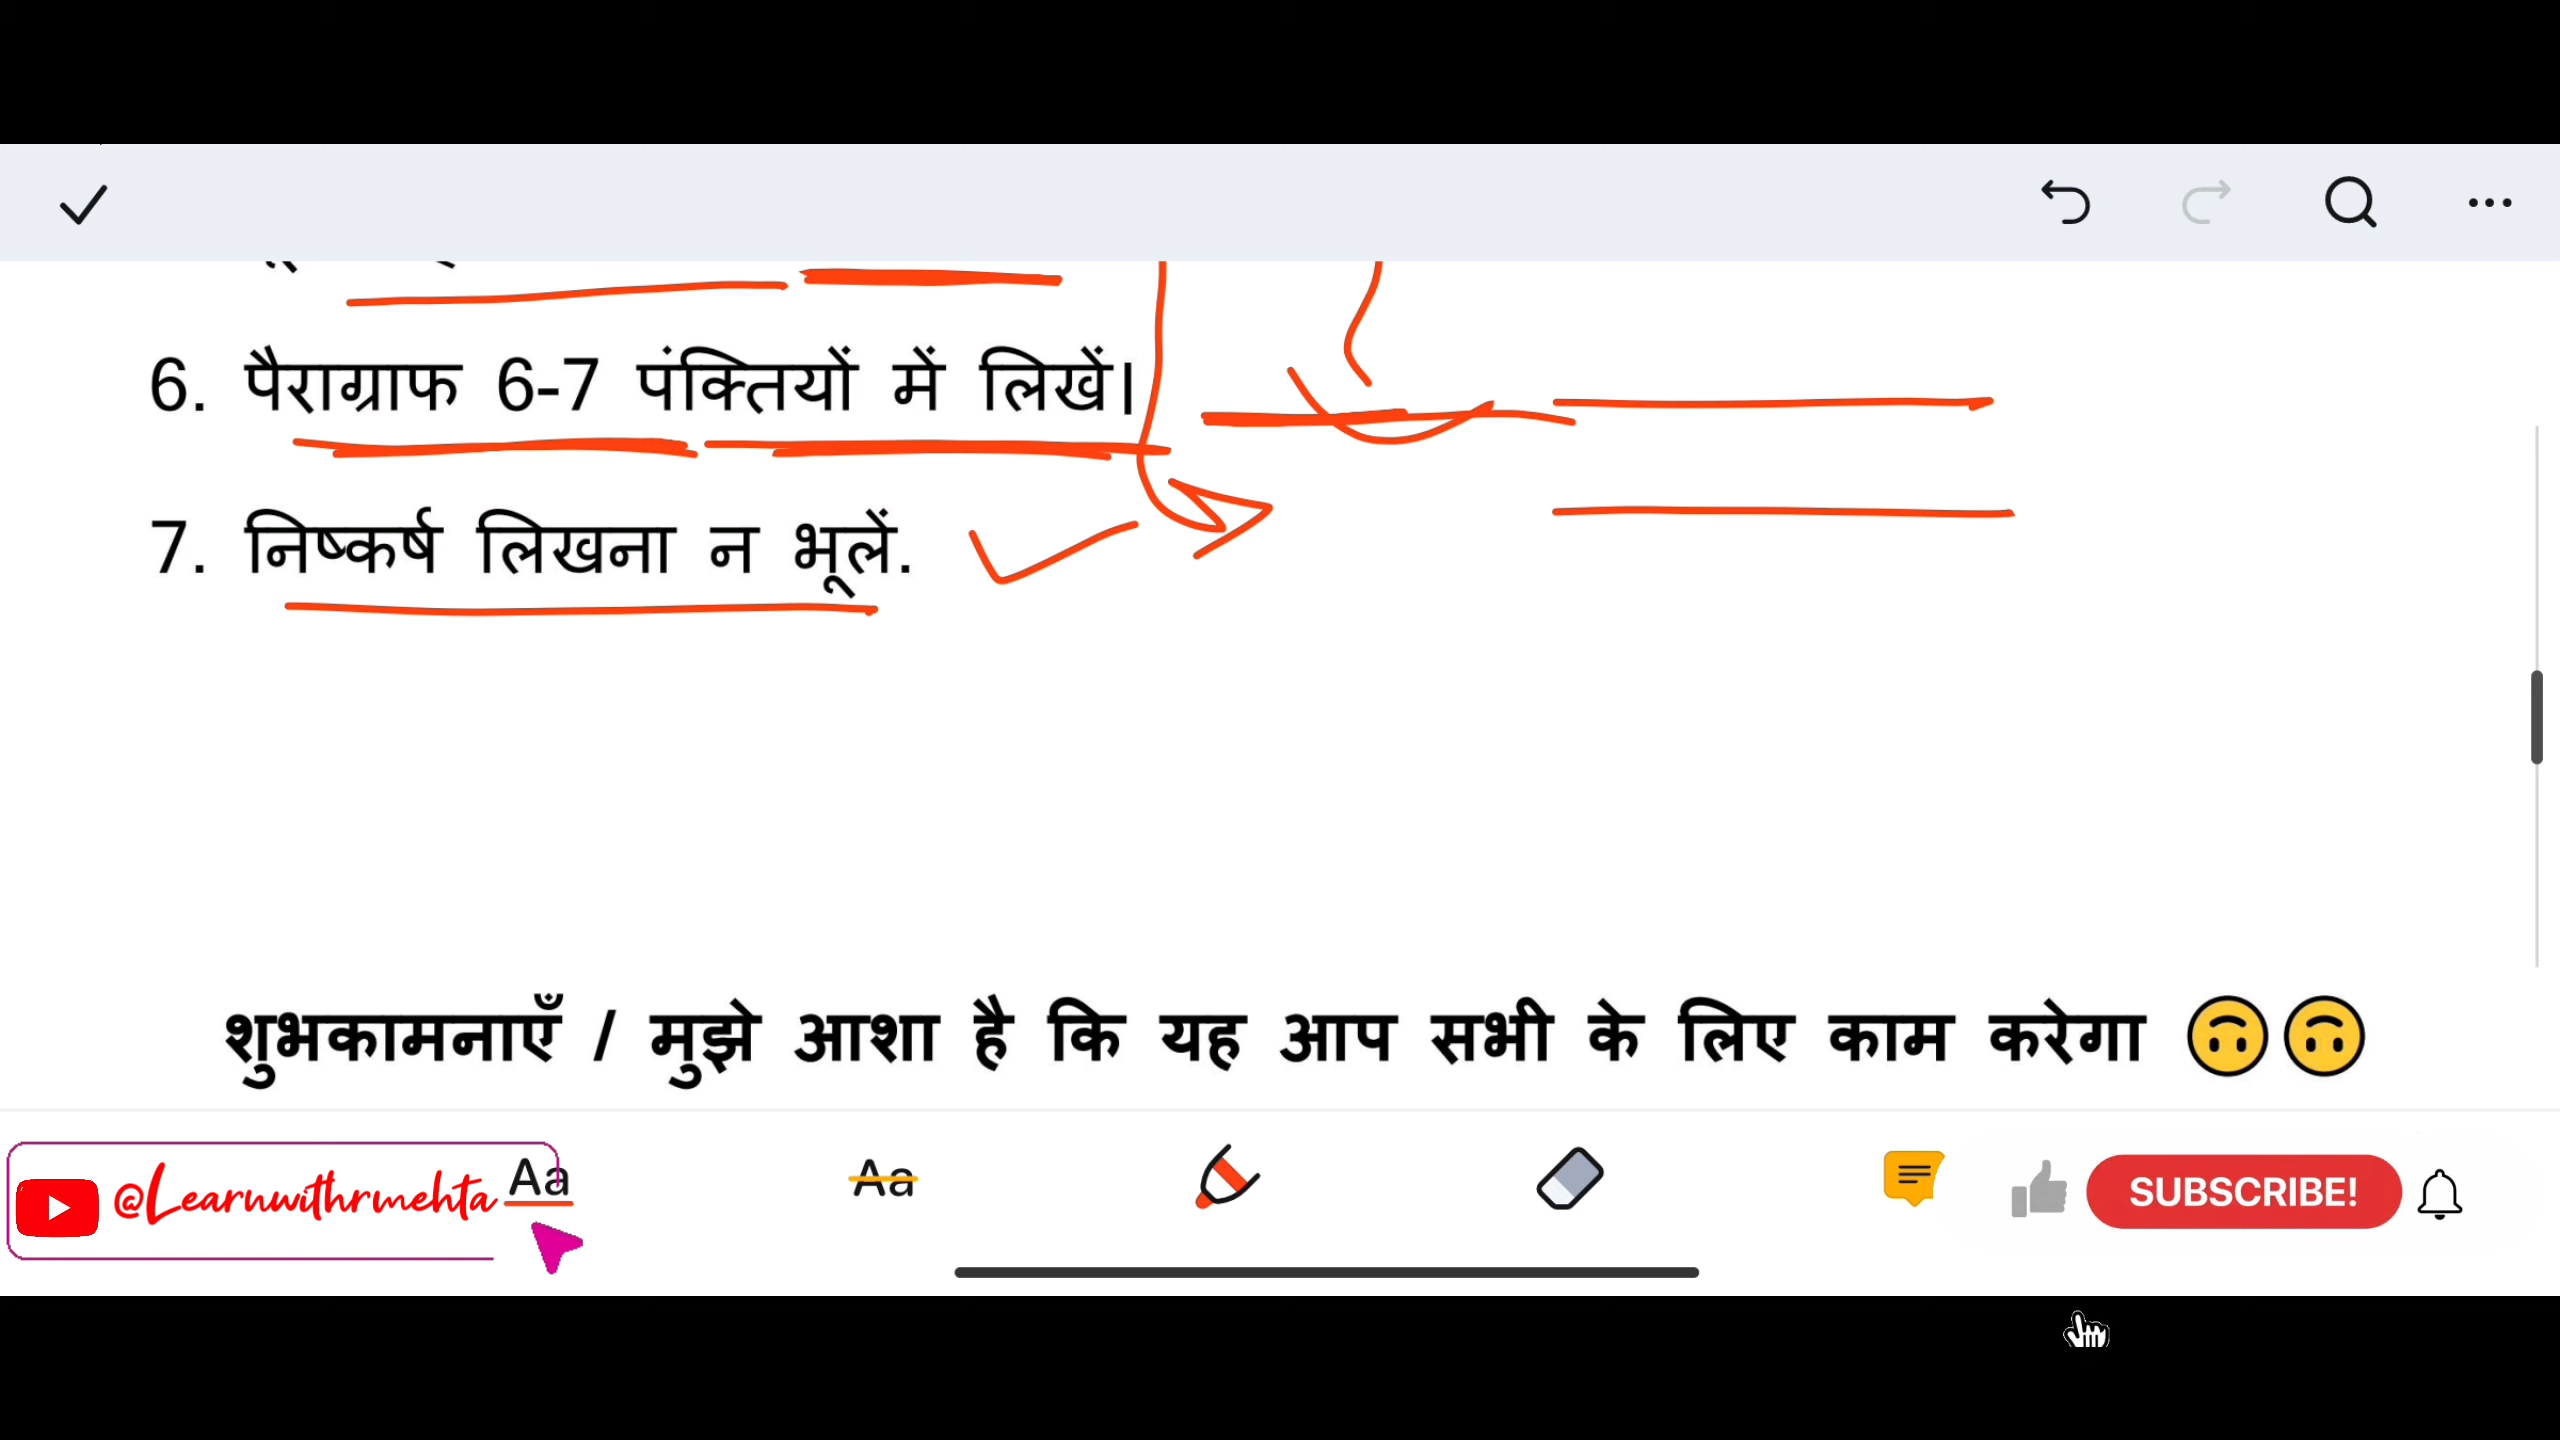 6. पैराग्राफ 6-7 पंक्तियों में लिखें।
7. निष्कर्ष लिखना न भूलें.
शुभकामनाएँ / मुझे आशा है कि यह आप सभी के लिए काम करेगा 🙃🙃
@Learnwithrmehta Aa Aa SUBSCRIBE!